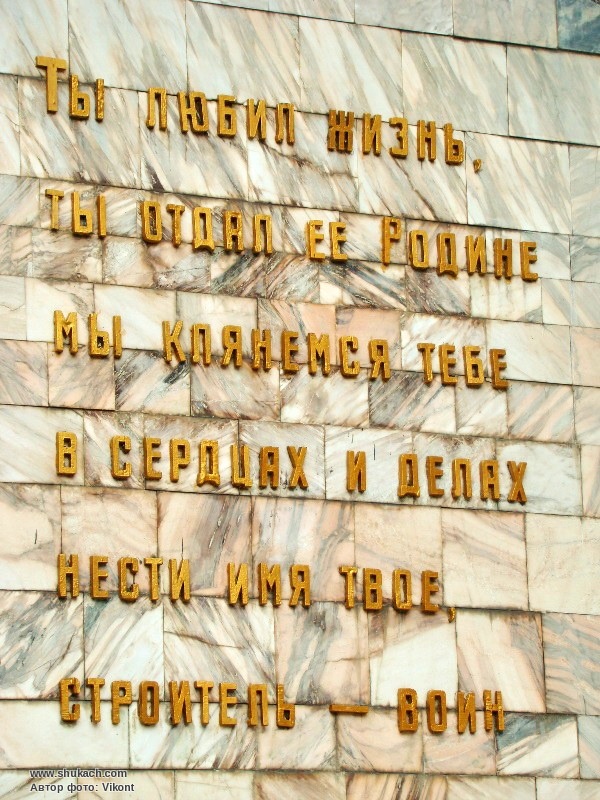 Ты любил жизнь,
ты отдал ее Родине
мы клянемся тебе
в сердцах и делах
нести имя твое,
строитель — воин
www.shukach.com
Автор фото: Vikont